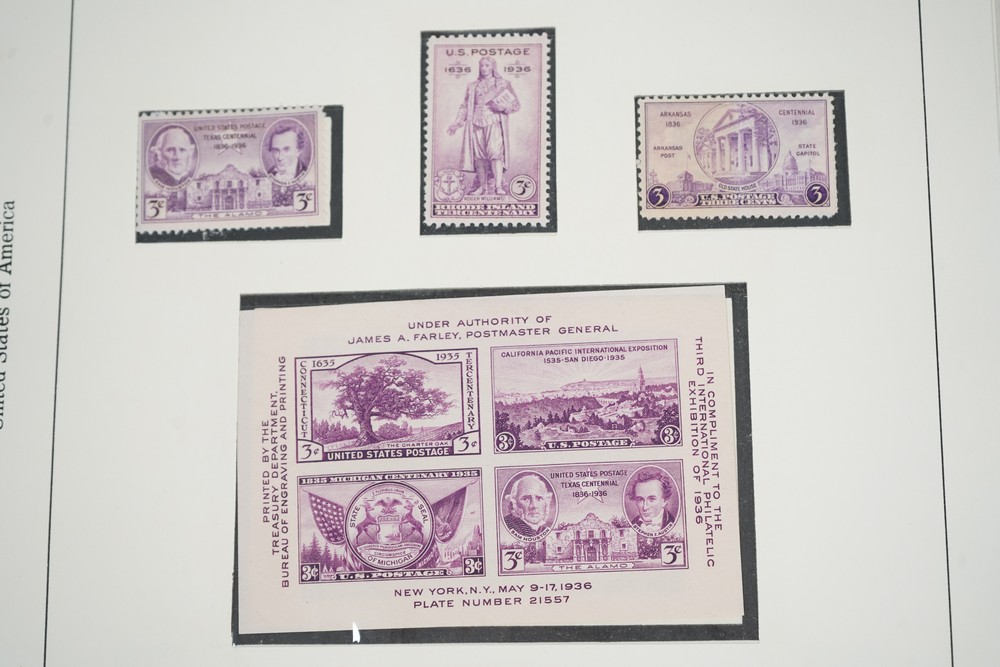 United States of America
UNITED STATES POSTAGE
TEXAS CENTENNIAL
1836-1936
3¢
3¢
THE ALAMO
U.S. POSTAGE
1636 1936
ROGER WILLIAMS
3¢
RHODE ISLAND
TERCENTENARY
ARKANSAS
1836
CENTENNIAL
1936
ARKANSAS
POST
STATE
CAPITOL
OLD STATE HOUSE
3
U.S. POSTAGE
THREE CENTS
3
UNDER AUTHORITY OF
JAMES A. FARLEY, POSTMASTER GENERAL
PRINTED BY THE
TREASURY DEPARTMENT,
BUREAU OF ENGRAVING AND PRINTING
1635 1935
CONNECTICUT
TERCENTENARY
THE CHARTER OAK
3¢
3¢
UNITED STATES POSTAGE
CALIFORNIA PACIFIC INTERNATIONAL EXPOSITION
1535-SAN DIEGO-1935
3¢
U.S. POSTAGE
3¢
1835 MICHIGAN CENTENARY 1935
STATE SEAL
OF MICHIGAN
3¢
U.S. POSTAGE
3¢
UNITED STATES POSTAGE
TEXAS CENTENNIAL
1836-1936
SAM HOUSTON
STEPHEN F. AUSTIN
3¢
3¢
THE ALAMO
IN COMPLIMENT TO THE
THIRD INTERNATIONAL PHILATELIC
EXHIBITION OF 1936
NEW YORK, N.Y., MAY 9-17, 1936
PLATE NUMBER 21557